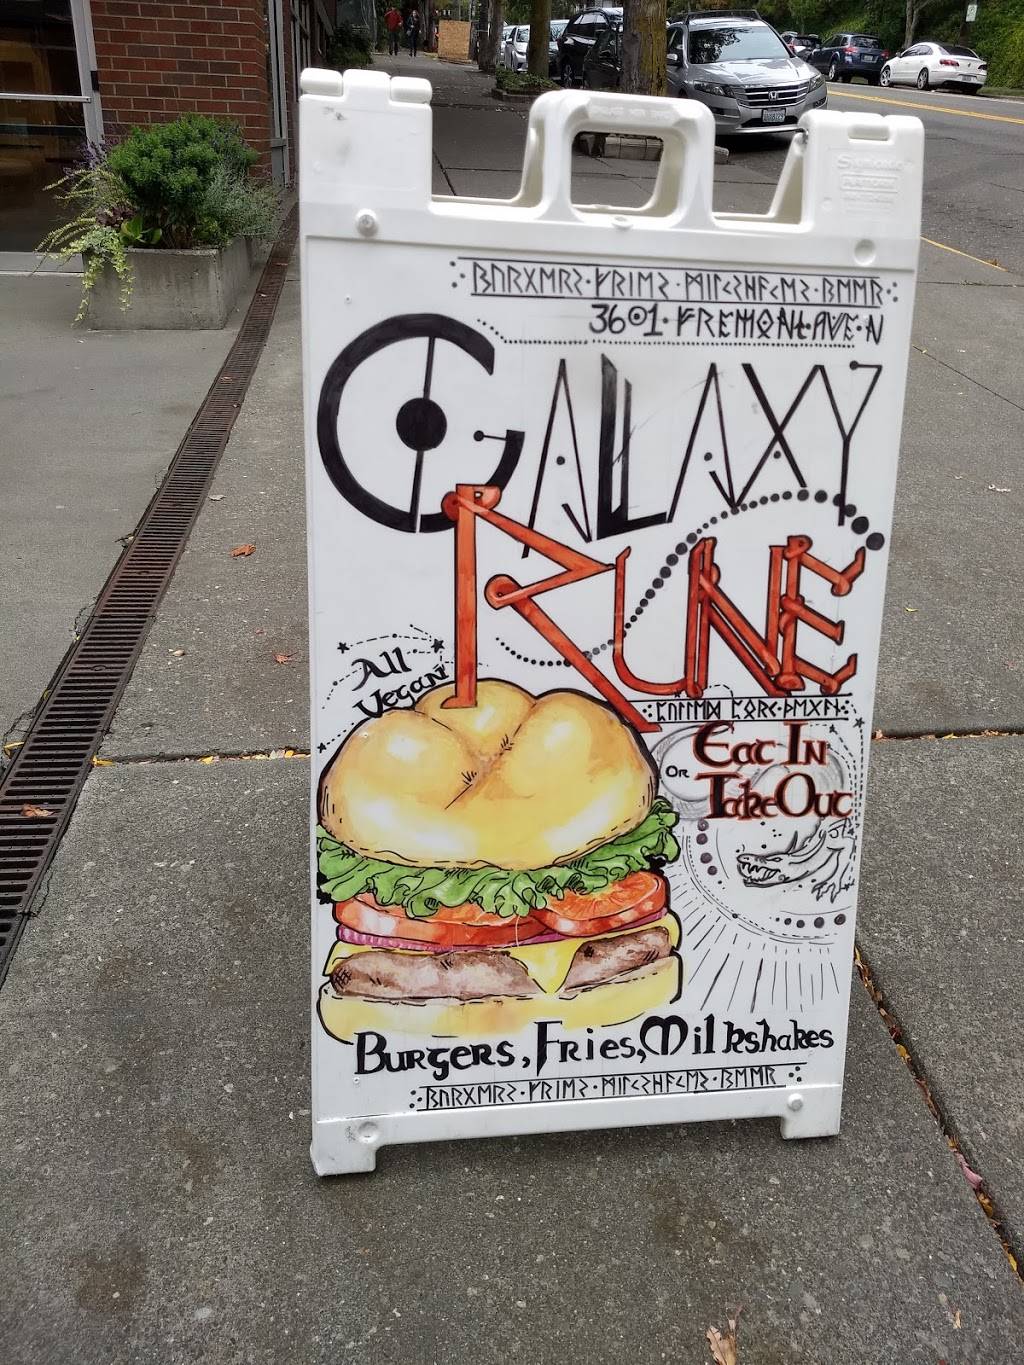 :ᛒᚢᚱᚷᛖᚱᛊ·ᚠᚱᛁᛖᛊ·ᛗᛁᛚᚲᛊᚺᚨᚲᛖᛊ·ᛒᛖᛖᚱ:
3601·FREMONT·AVE·N
GALAXY
RUNE
All
Vegan
Eat In
Or
Take Out
Burgers, Fries, Milkshakes
:ᛒᚢᚱᚷᛖᚱᛊ·ᚠᚱᛁᛖᛊ·ᛗᛁᛚᚲᛊᚺᚨᚲᛖᛊ·ᛒᛖᛖᚱ: